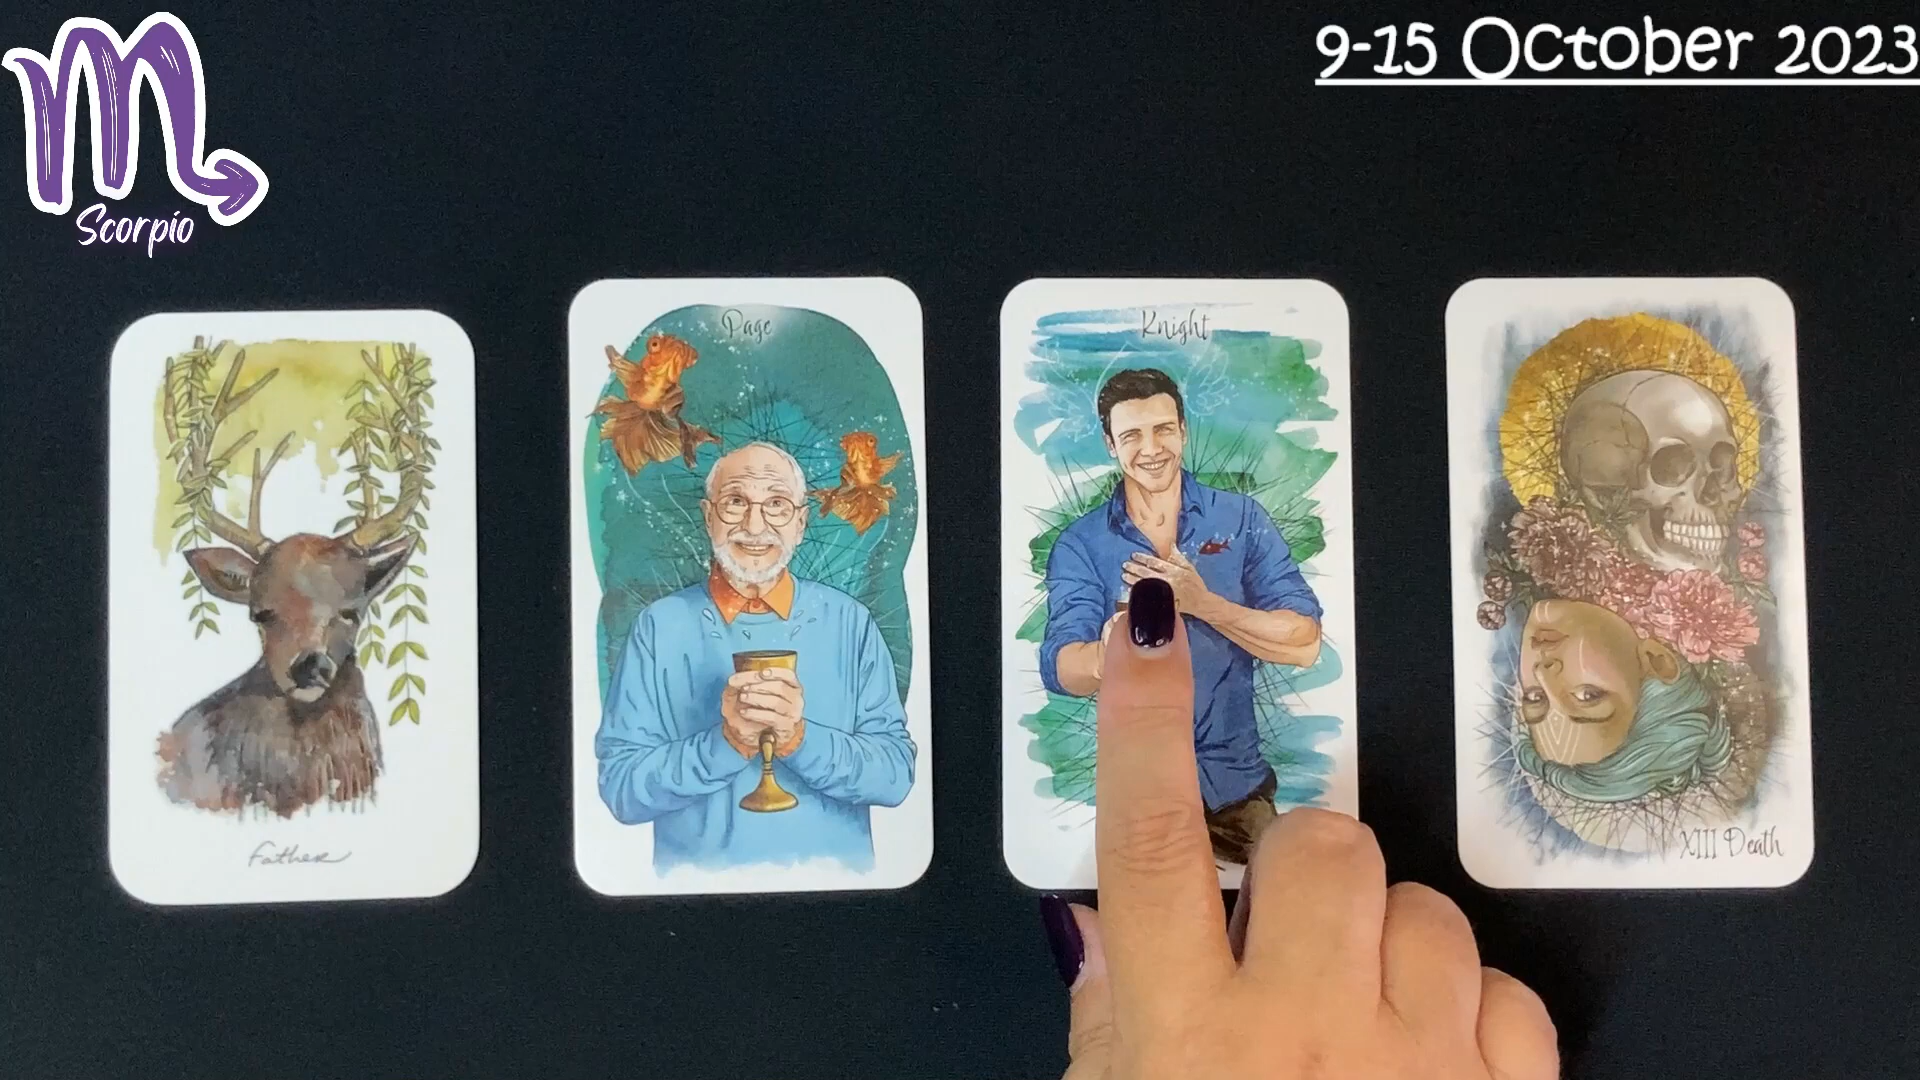 9-15 October 2023
Scorpio
Page
Knight
Father
XIII Death